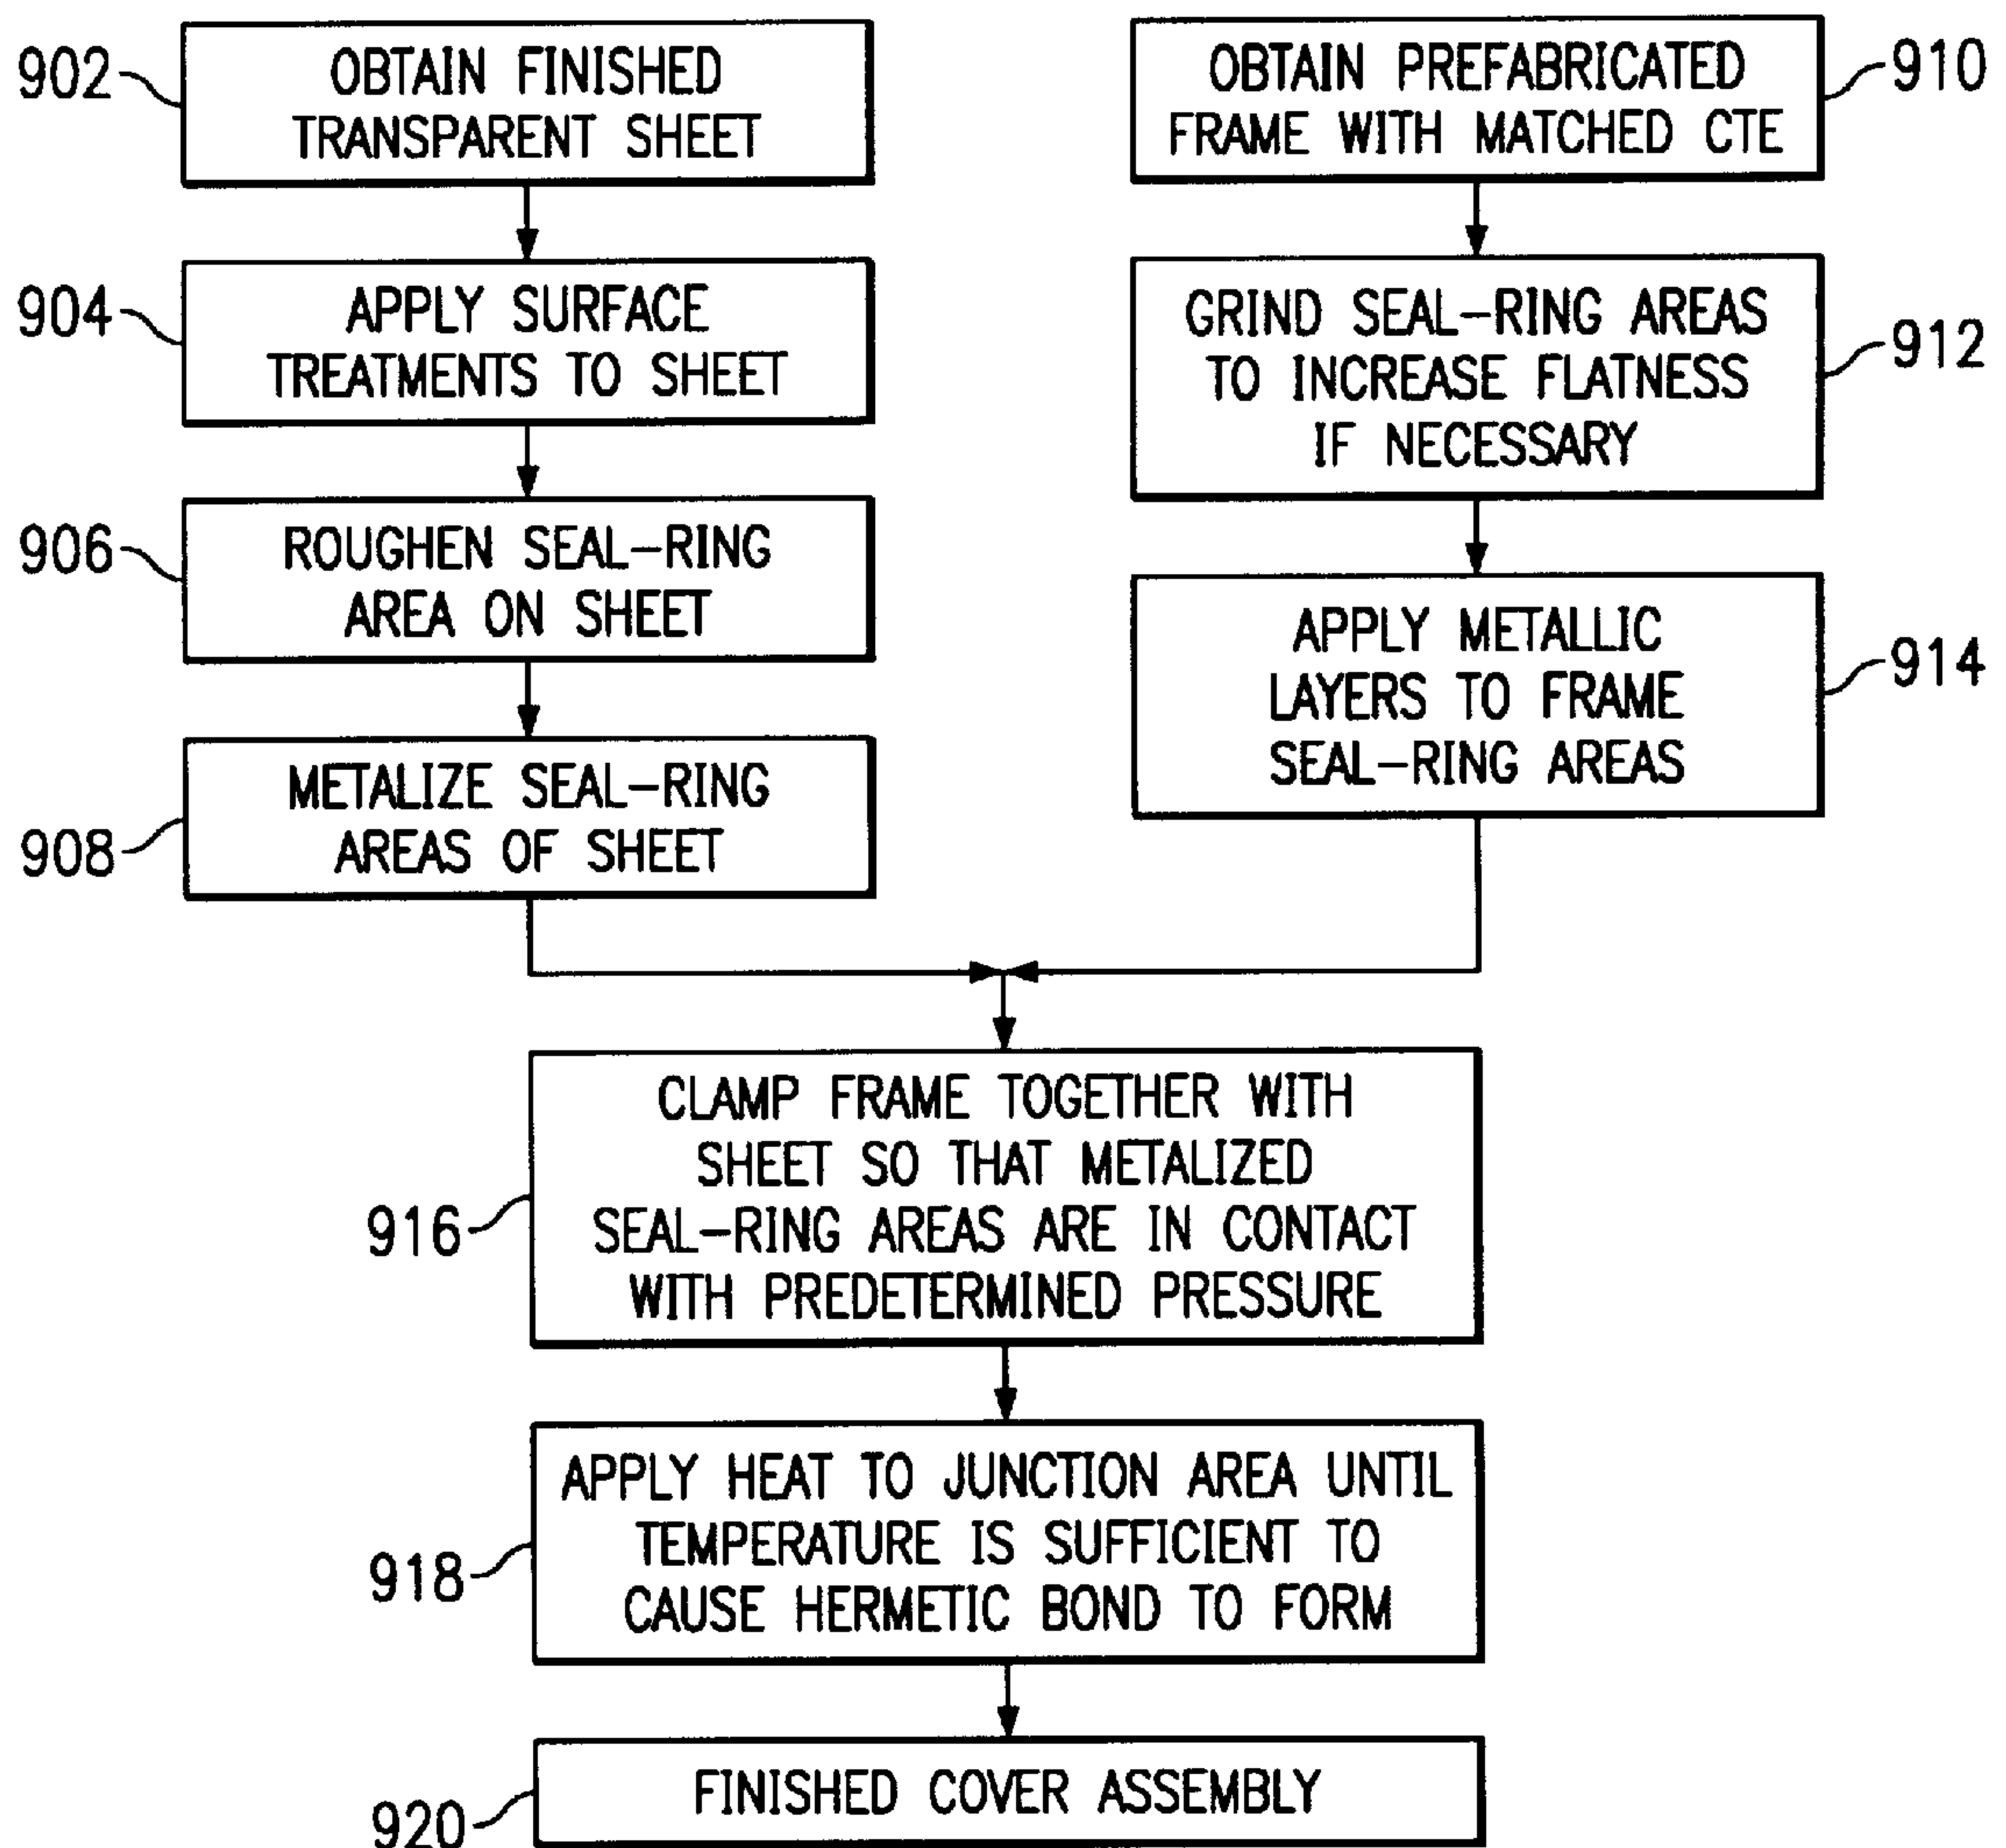 902
OBTAIN FINISHED
TRANSPARENT SHEET
904
APPLY SURFACE
TREATMENTS TO SHEET
906
ROUGHEN SEAL-RING
AREA ON SHEET
908
METALIZE SEAL-RING
AREAS OF SHEET
OBTAIN PREFABRICATED
FRAME WITH MATCHED CTE
910
GRIND SEAL-RING AREAS
TO INCREASE FLATNESS
IF NECESSARY
912
APPLY METALLIC
LAYERS TO FRAME
SEAL-RING AREAS
914
916
CLAMP FRAME TOGETHER WITH
SHEET SO THAT METALIZED
SEAL-RING AREAS ARE IN CONTACT
WITH PREDETERMINED PRESSURE
918
APPLY HEAT TO JUNCTION AREA UNTIL
TEMPERATURE IS SUFFICIENT TO
CAUSE HERMETIC BOND TO FORM
920
FINISHED COVER ASSEMBLY